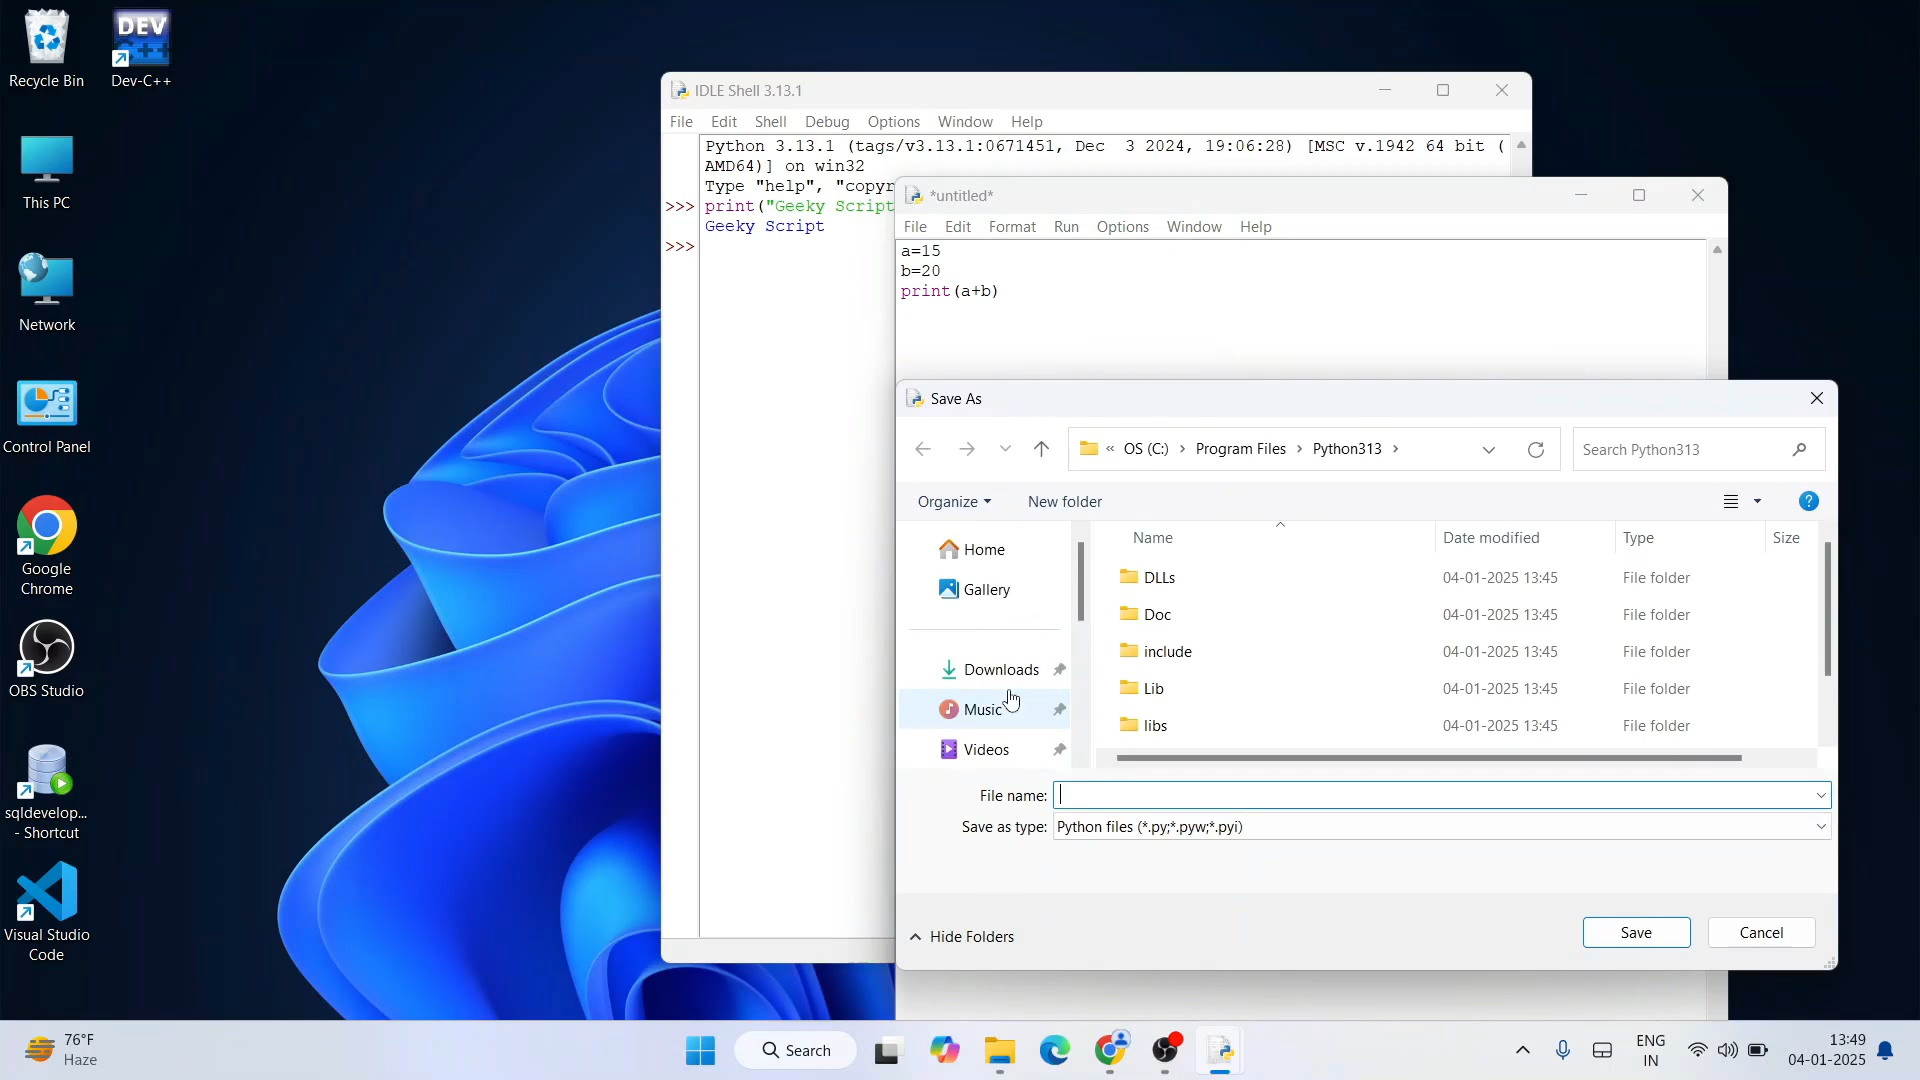 Recycle Bin
DEV
Dev-C++
This PC
Network
Control Panel
Google
Chrome
OBS Studio
sqldevelop...
- Shortcut
Visual Studio
Code
IDLE Shell 3.13.1
File Edit Shell Debug Options Window Help
Python 3.13.1 (tags/v3.13.1:0671451, Dec  3 2024, 19:06:28) [MSC v.1942 64 bit (
AMD64)] on win32
Type "help", "copyr
>>> print("Geeky Script
Geeky Script
>>>
*untitled*
File Edit Format Run Options Window Help
a=15
b=20
print(a+b)
Save As
« OS (C:) › Program Files › Python313 ›
Search Python313
Organize New folder
?
Home
Gallery
Downloads
Music
Videos
Name Date modified Type Size
DLLs 04-01-2025 13:45 File folder
Doc 04-01-2025 13:45 File folder
include 04-01-2025 13:45 File folder
Lib 04-01-2025 13:45 File folder
libs 04-01-2025 13:45 File folder
File name:
Save as type: Python files (*.py;*.pyw;*.pyi)
Hide Folders
Save Cancel
76°F
Haze
Search
ENG
IN
13:49
04-01-2025